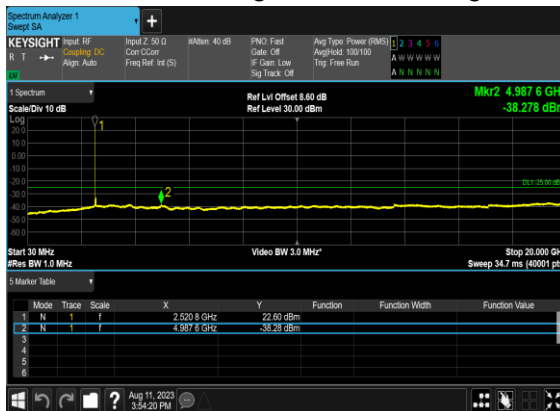 Spectrum Analyzer 1
Swept SA
KEYSIGHT
R T
Input: RF
Coupling: DC
Align: Auto
Input Z: 50 Ω
Corr CCorr
Freq Ref: Int (S)
#Atten: 40 dB
PNO: Fast
Gate: Off
IF Gain: Low
Sig Track: Off
Avg Type: Power (RMS)
Avg|Hold: 100/100
Trig: Free Run
1 2 3 4 5 6
A W W W W W
A N N N N N
1 Spectrum
Scale/Div 10 dB
Ref Lvl Offset 8.60 dB
Ref Level 30.00 dBm
Mkr2 4.987 6 GH
-38.278 dBr
Log
20.0
10.0
0.00
-10.0
-20.0
-30.0
-40.0
-50.0
-60.0
1
2
DL1 -25.00 dB
Start 30 MHz
#Res BW 1.0 MHz
Video BW 3.0 MHz*
Stop 20.000 GH
Sweep 34.7 ms (40001 pt
5 Marker Table
Mode Trace Scale X Y Function Function Width Function Value
1 N 1 f 2.520 8 GHz 22.60 dBm
2 N 1 f 4.987 6 GHz -38.28 dBm
3
4
5
6
?
Aug 11, 2023
3:54:20 PM